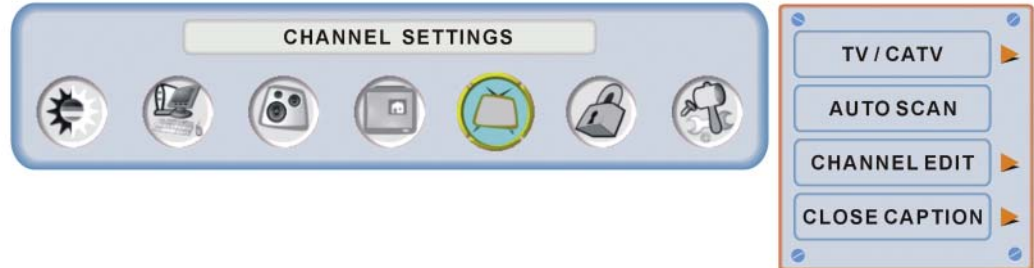 CHANNEL SETTINGS
TV / CATV
AUTO SCAN
CHANNEL EDIT
CLOSE CAPTION